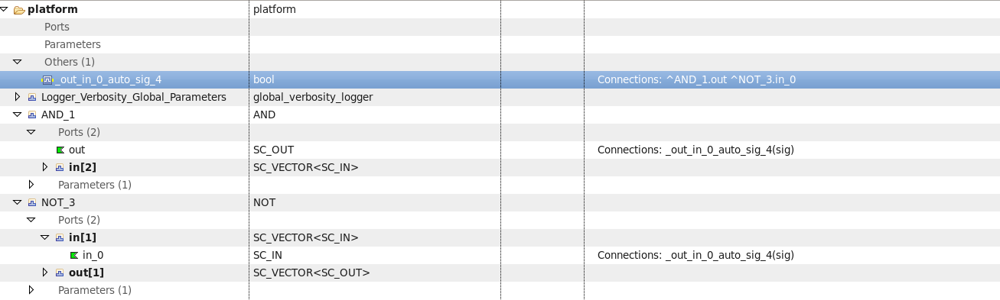 platform platform
Ports
Parameters
Others (1)
_out_in_0_auto_sig_4 bool Connections: ^AND_1.out ^NOT_3.in_0
Logger_Verbosity_Global_Parameters global_verbosity_logger
AND_1 AND
Ports (2)
out SC_OUT Connections: _out_in_0_auto_sig_4(sig)
in[2] SC_VECTOR<SC_IN>
Parameters (1)
NOT_3 NOT
Ports (2)
in[1] SC_VECTOR<SC_IN>
in_0 SC_IN Connections: _out_in_0_auto_sig_4(sig)
out[1] SC_VECTOR<SC_OUT>
Parameters (1)